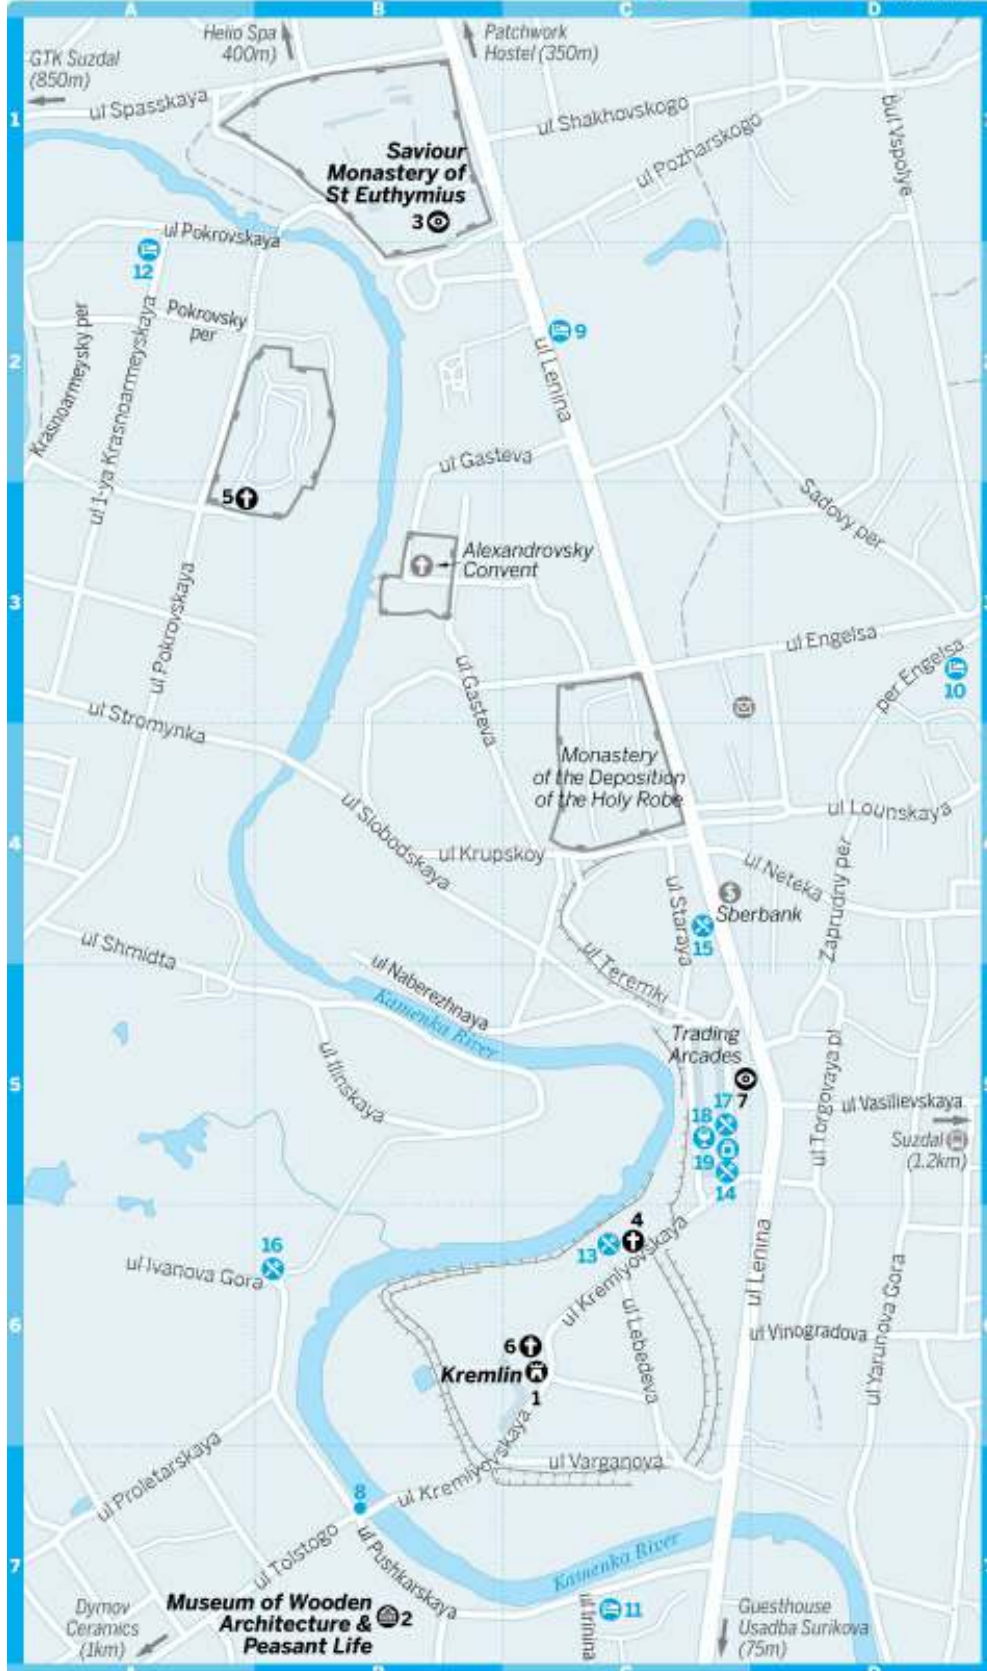 A
B
C
D
Helio Spa
400m)
Patchwork
Hostel (350m)
GTK Suzdal
(850m)
ul Spasskaya
1
ul Shakhovskogo
ul Pozharskogo
bul Vspolye
Saviour
Monastery of
St Euthymius
3
ul Pokrovskaya
12
Pokrovsky
per
9
2
ul Lenina
Krasnoarmeysky per
ul 1-ya Krasnoarmeyskaya
ul Gasteva
5
Sadovy per
Alexandrovsky
Convent
3
ul Pokrovskaya
ul Engelsa
per Engelsa
10
ul Gasteva
ul Stromynka
Monastery
of the Deposition
of the Holy Robe
ul Slobodskaya
ul Lounskaya
4
ul Krupskoy
ul Neteka
Zaprudny per
ul Staraya
Sberbank
15
ul Shmidta
ul Teremki
ul Naberezhnaya
Kamenka River
Trading
Arcades
ul Ilinskaya
5
7
17
18
ul Torgovaya pl
ul Vasilievskaya
Suzdal
(1.2km)
19
14
4
13
16
ul Ivanova Gora
ul Kremlyovskaya
ul Lenina
ul Lebedeva
6
ul Vinogradova
ul Yarunova Gora
6
Kremlin
1
ul Kremlyovskaya
ul Varganova
ul Proletarskaya
8
ul Tolstogo
ul Pushkarskaya
Kamenka River
7
Museum of Wooden
Architecture &
Peasant Life
2
Dymov
Ceramics
(1km)
ul Irinina
11
Guesthouse
Usadba Surikova
(75m)
A
B
C
D